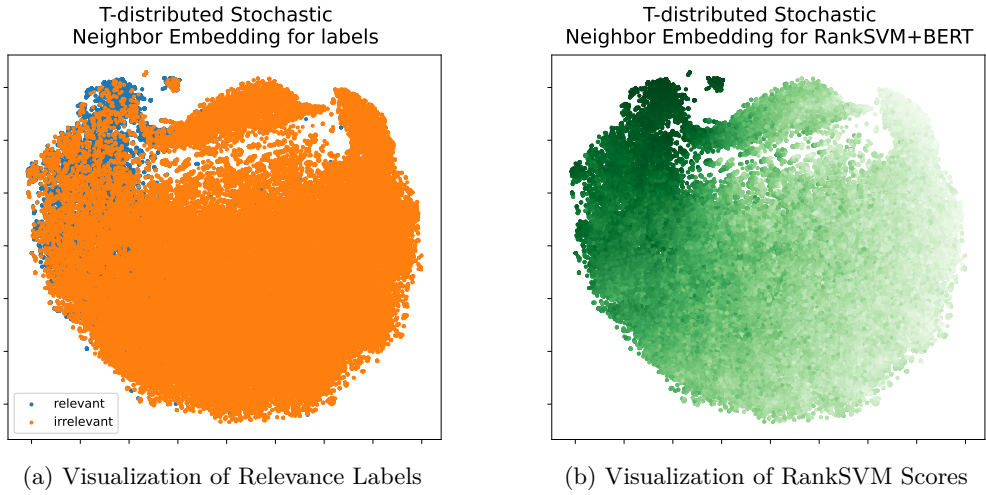 T-distributed Stochastic
Neighbor Embedding for labels
relevant
irrelevant
(a) Visualization of Relevance Labels
T-distributed Stochastic
Neighbor Embedding for RankSVM+BERT
(b) Visualization of RankSVM Scores